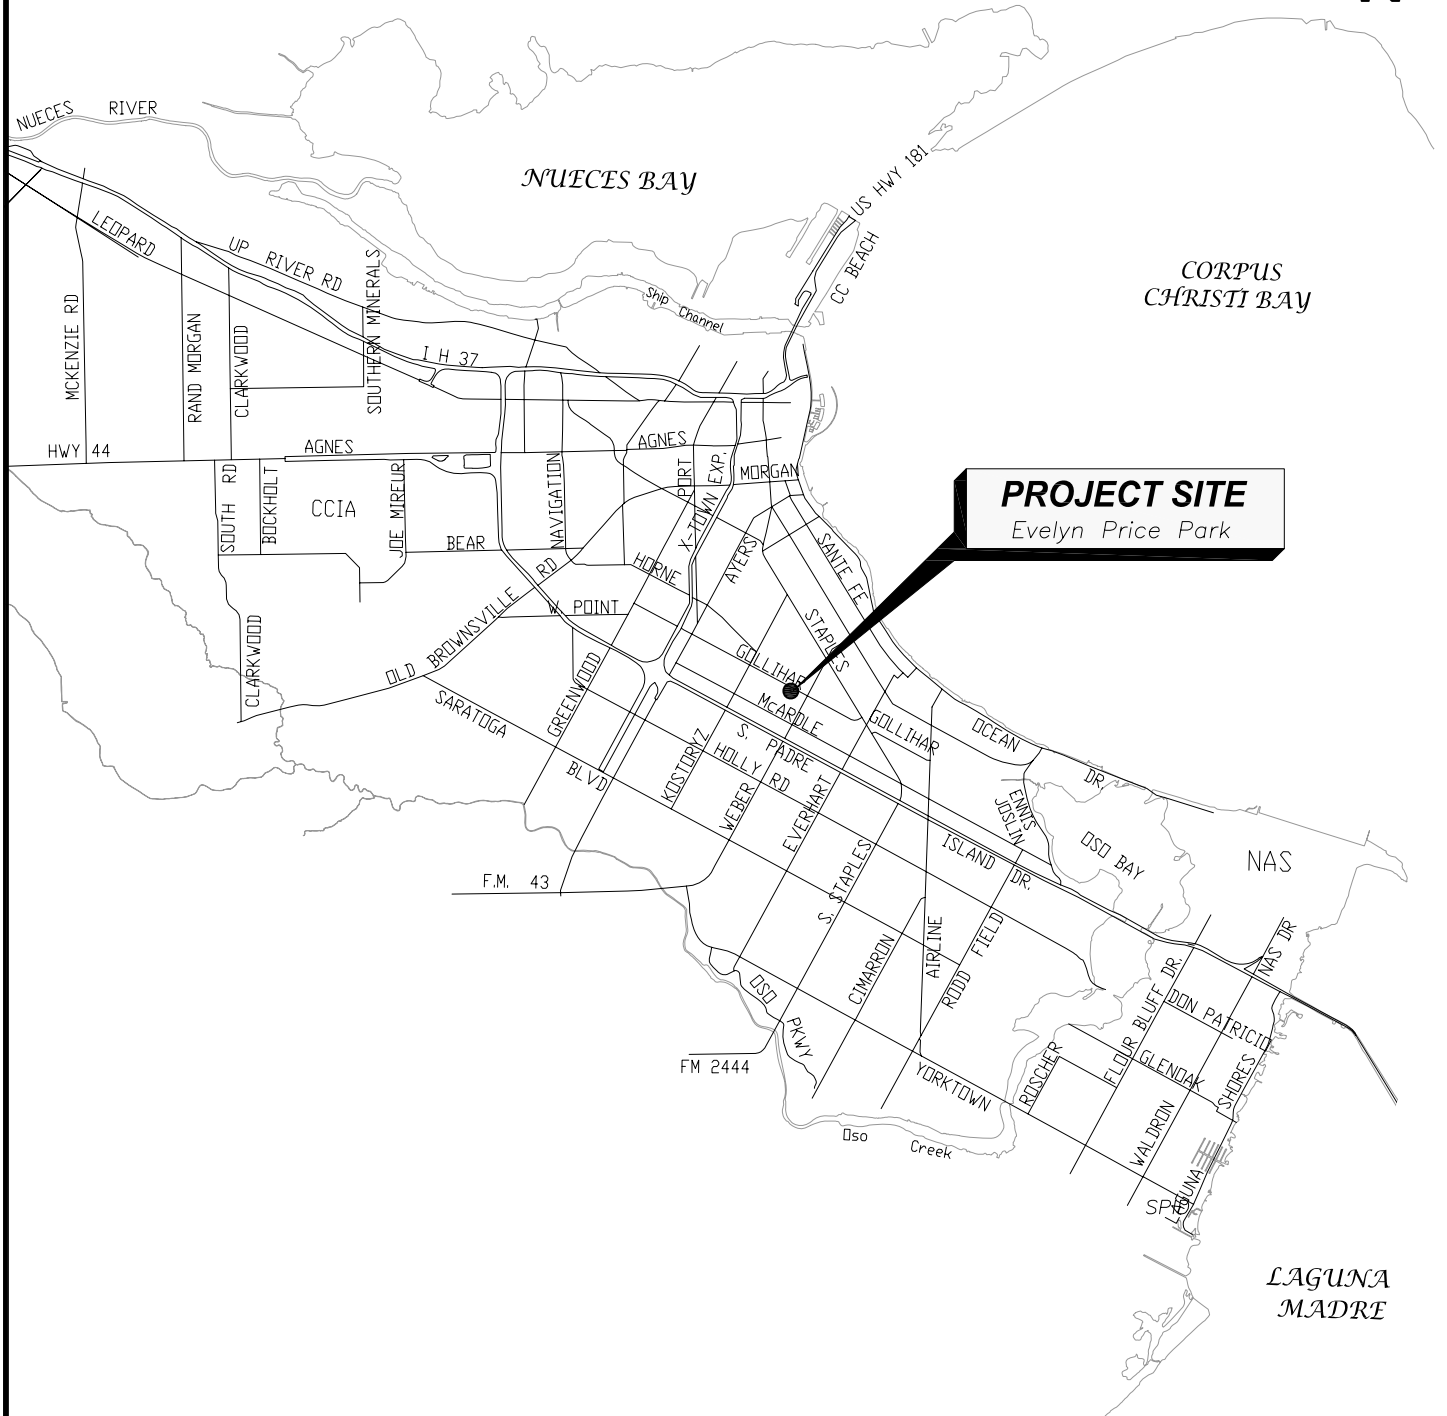 NUECES RIVER
NUECES BAY
US HWY 181
CC BEACH
CORPUS
CHRISTI BAY
LEOPARD
UP RIVER RD
Ship Channel
MCKENZIE RD
RAND MORGAN
CLARKWOOD
SOUTHERN MINERALS
I H 37
HWY 44
AGNES
AGNES
MORGAN
PORT
X-TOWN EXP.
SOUTH RD
BOCKHOLT
CCIA
JOE MIREUR
BEAR
NAVIGATION
PROJECT SITE
Evelyn Price Park
HORNE
AYERS
SANTE FE
OLD BROWNSVILLE RD
W. POINT
STAPLES
CLARKWOOD
GREENWOOD
GOLLIHAR
McARDLE
GOLLIHAR
OCEAN DR.
SARATOGA BLVD
S. PADRE ISLAND DR.
HOLLY RD
KOSTORYZ
WEBER
EVERHART
ENNIS
JOSLIN
OSO BAY
NAS
F.M. 43
S. STAPLES
CIMARRON
AIRLINE
RODD FIELD
NAS DR
OSO PKWY
FLOUR BLUFF DR.
DON PATRICIO
FM 2444
YORKTOWN
ROSCHER
GLENOAK
LAGUNA SHORES
WALDRON
Oso Creek
LAGUNA
MADRE